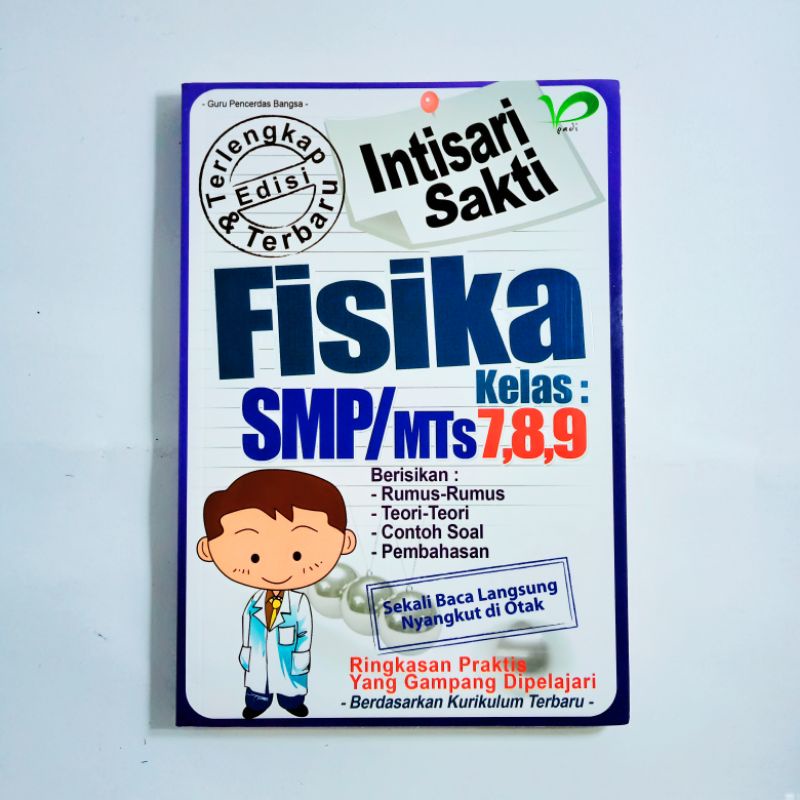 - Guru Pencerdas Bangsa -
Terlengkap
Edisi
& Terbaru
Intisari
Sakti
padi
Fisika
Kelas :
SMP/MTs 7,8,9
Berisikan :
- Rumus-Rumus
- Teori-Teori
- Contoh Soal
- Pembahasan
Sekali Baca Langsung
Nyangkut di Otak
Ringkasan Praktis
Yang Gampang Dipelajari
- Berdasarkan Kurikulum Terbaru -